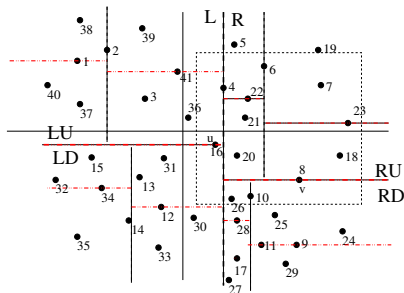 L R
38 39 5 19
2
1 41 6
40 4 22 7
37 3 36 21 23
LU u 16
LD 15 31 20 18
32 34 13 8 RU
v RD
12 26 10
14 30 28 25
35 33 11 9 24
17 29
27